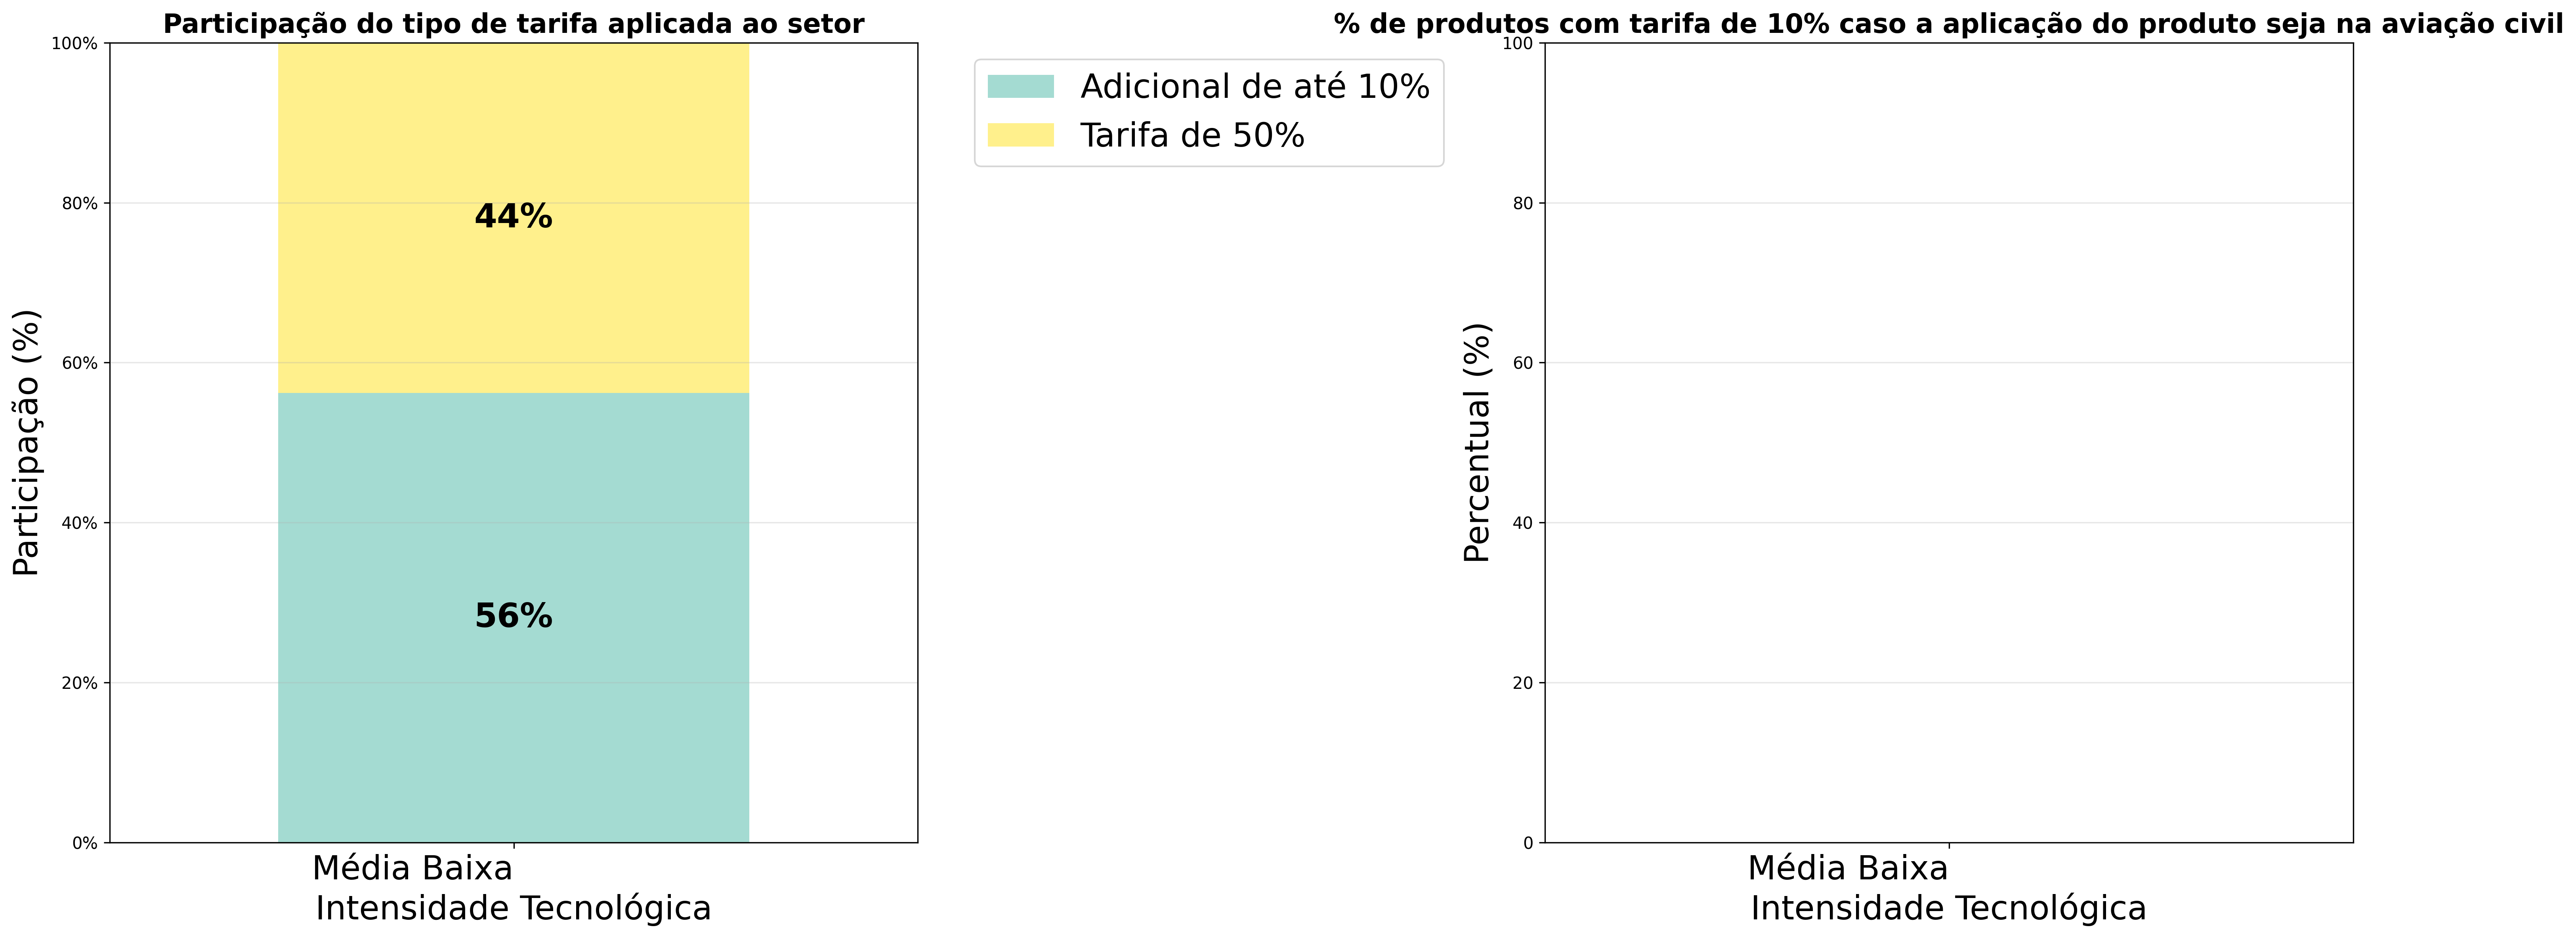 Participação do tipo de tarifa aplicada ao setor
100%
80%
60%
40%
20%
0%
Participação (%)
44%
56%
Média Baixa
Intensidade Tecnológica
Adicional de até 10%
Tarifa de 50%
% de produtos com tarifa de 10% caso a aplicação do produto seja na aviação civil
100
80
60
40
20
0
Percentual (%)
Média Baixa
Intensidade Tecnológica